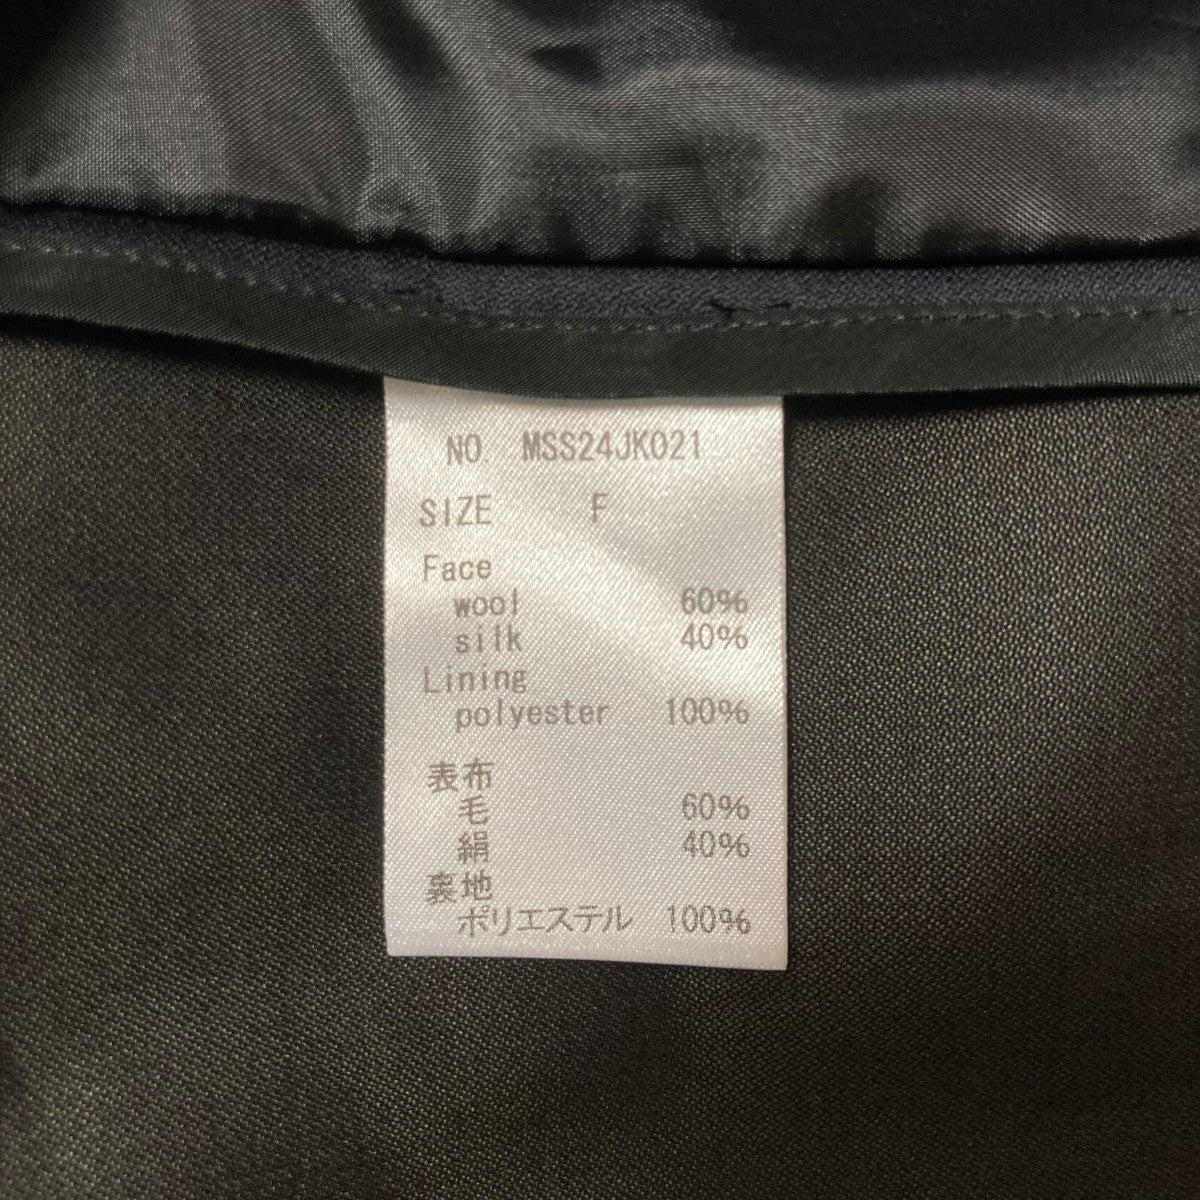 NO. MSS24JK021
SIZE F
Face
wool 60%
silk 40%
Lining
polyester 100%
表布
毛 60%
絹 40%
裏地
ポリエステル 100%